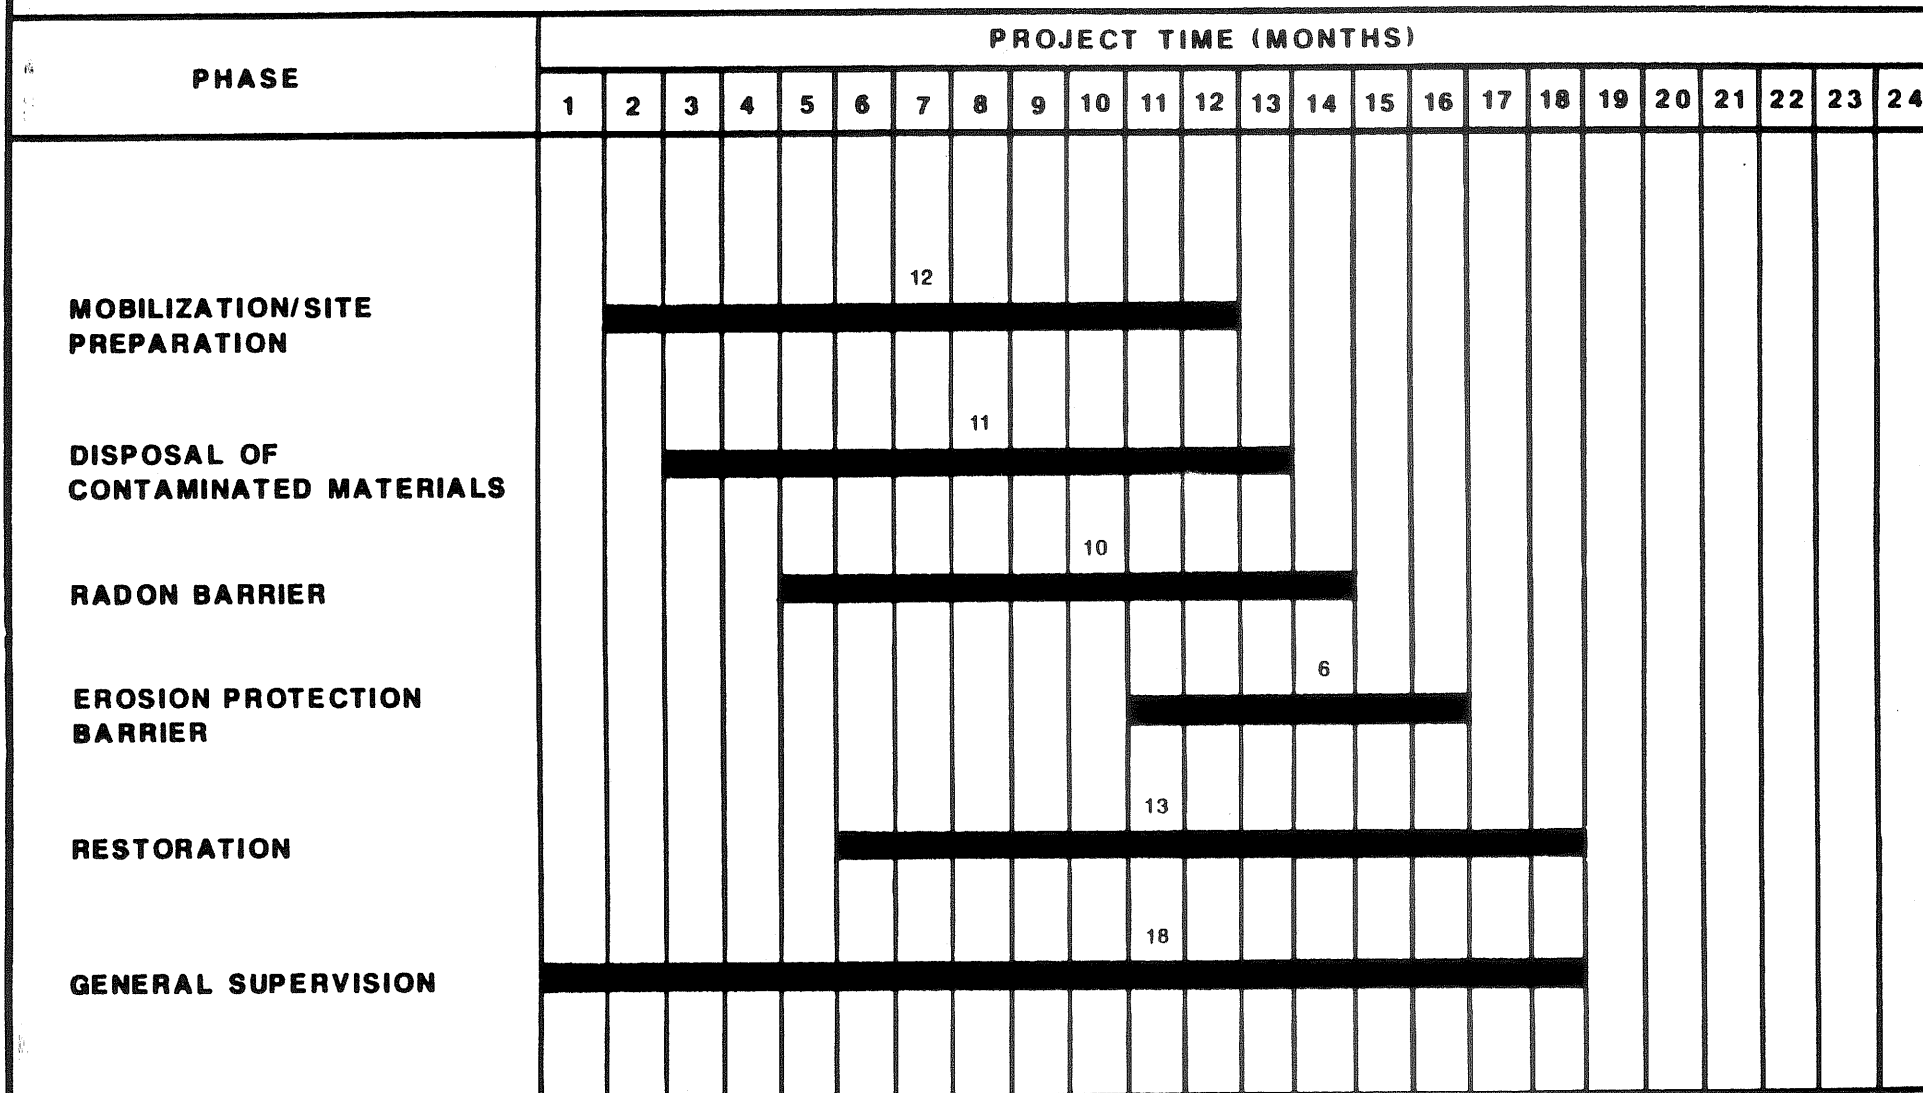 PROJECT TIME (MONTHS)
PHASE
1 2 3 4 5 6 7 8 9 10 11 12 13 14 15 16 17 18 19 20 21 22 23 24
12
MOBILIZATION/SITE
PREPARATION
11
DISPOSAL OF
CONTAMINATED MATERIALS
10
RADON BARRIER
6
EROSION PROTECTION
BARRIER
13
RESTORATION
18
GENERAL SUPERVISION